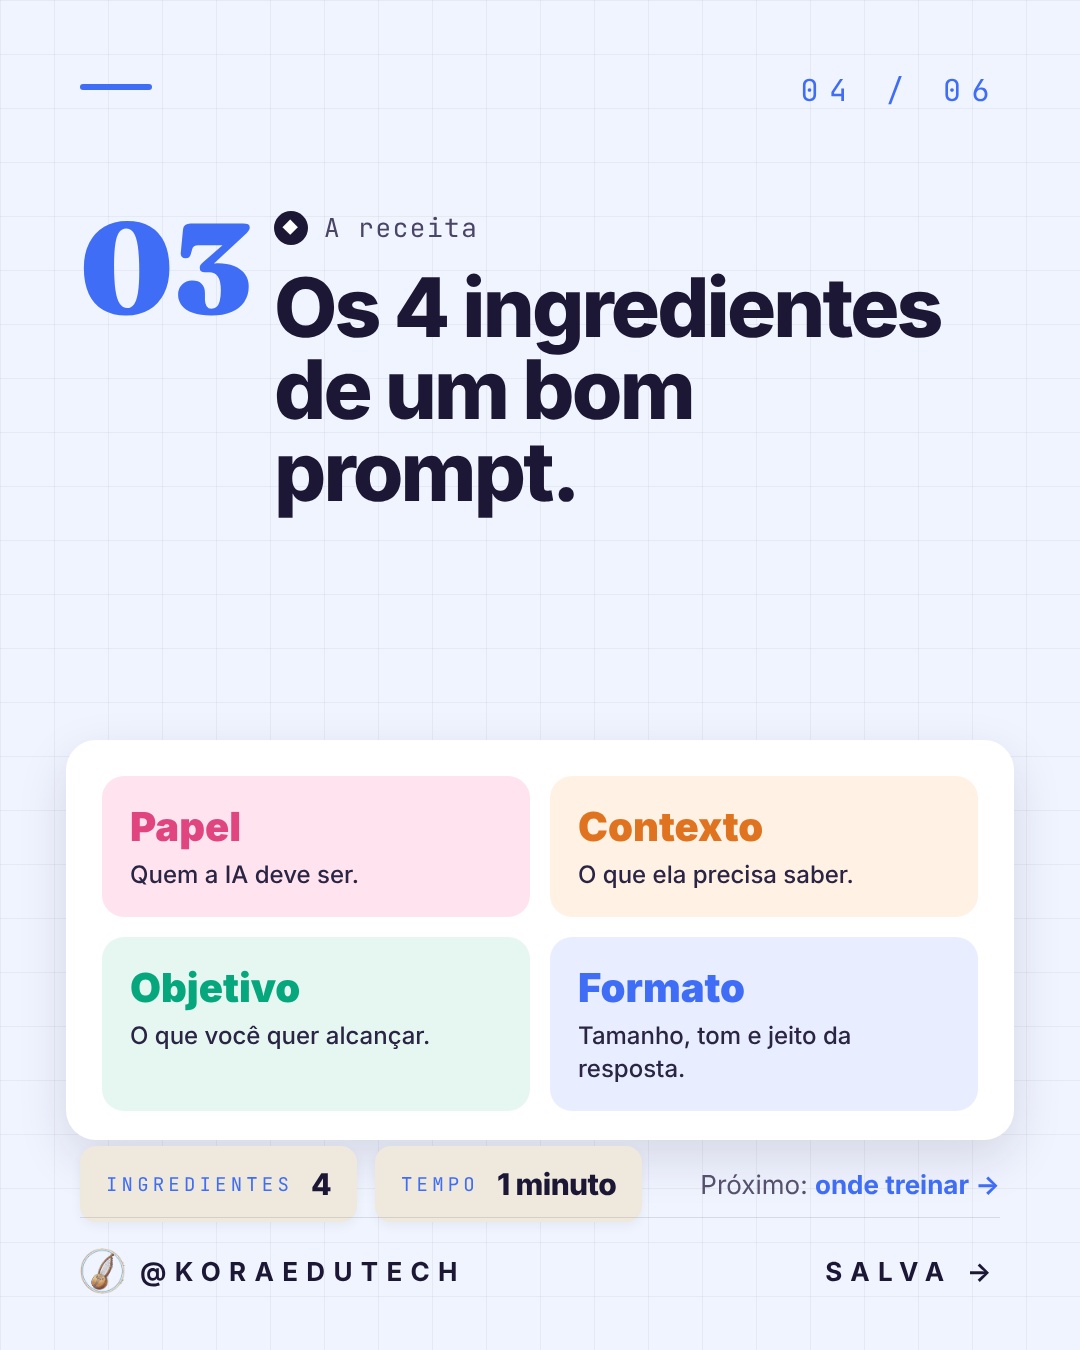 04 / 06
03
A receita
Os 4 ingredientes
de um bom
prompt.
Papel
Quem a IA deve ser.
Contexto
O que ela precisa saber.
Objetivo
O que você quer alcançar.
Formato
Tamanho, tom e jeito da
resposta.
INGREDIENTES 4
TEMPO 1 minuto
Próximo: onde treinar →
@KORAEDUTECH
SALVA →